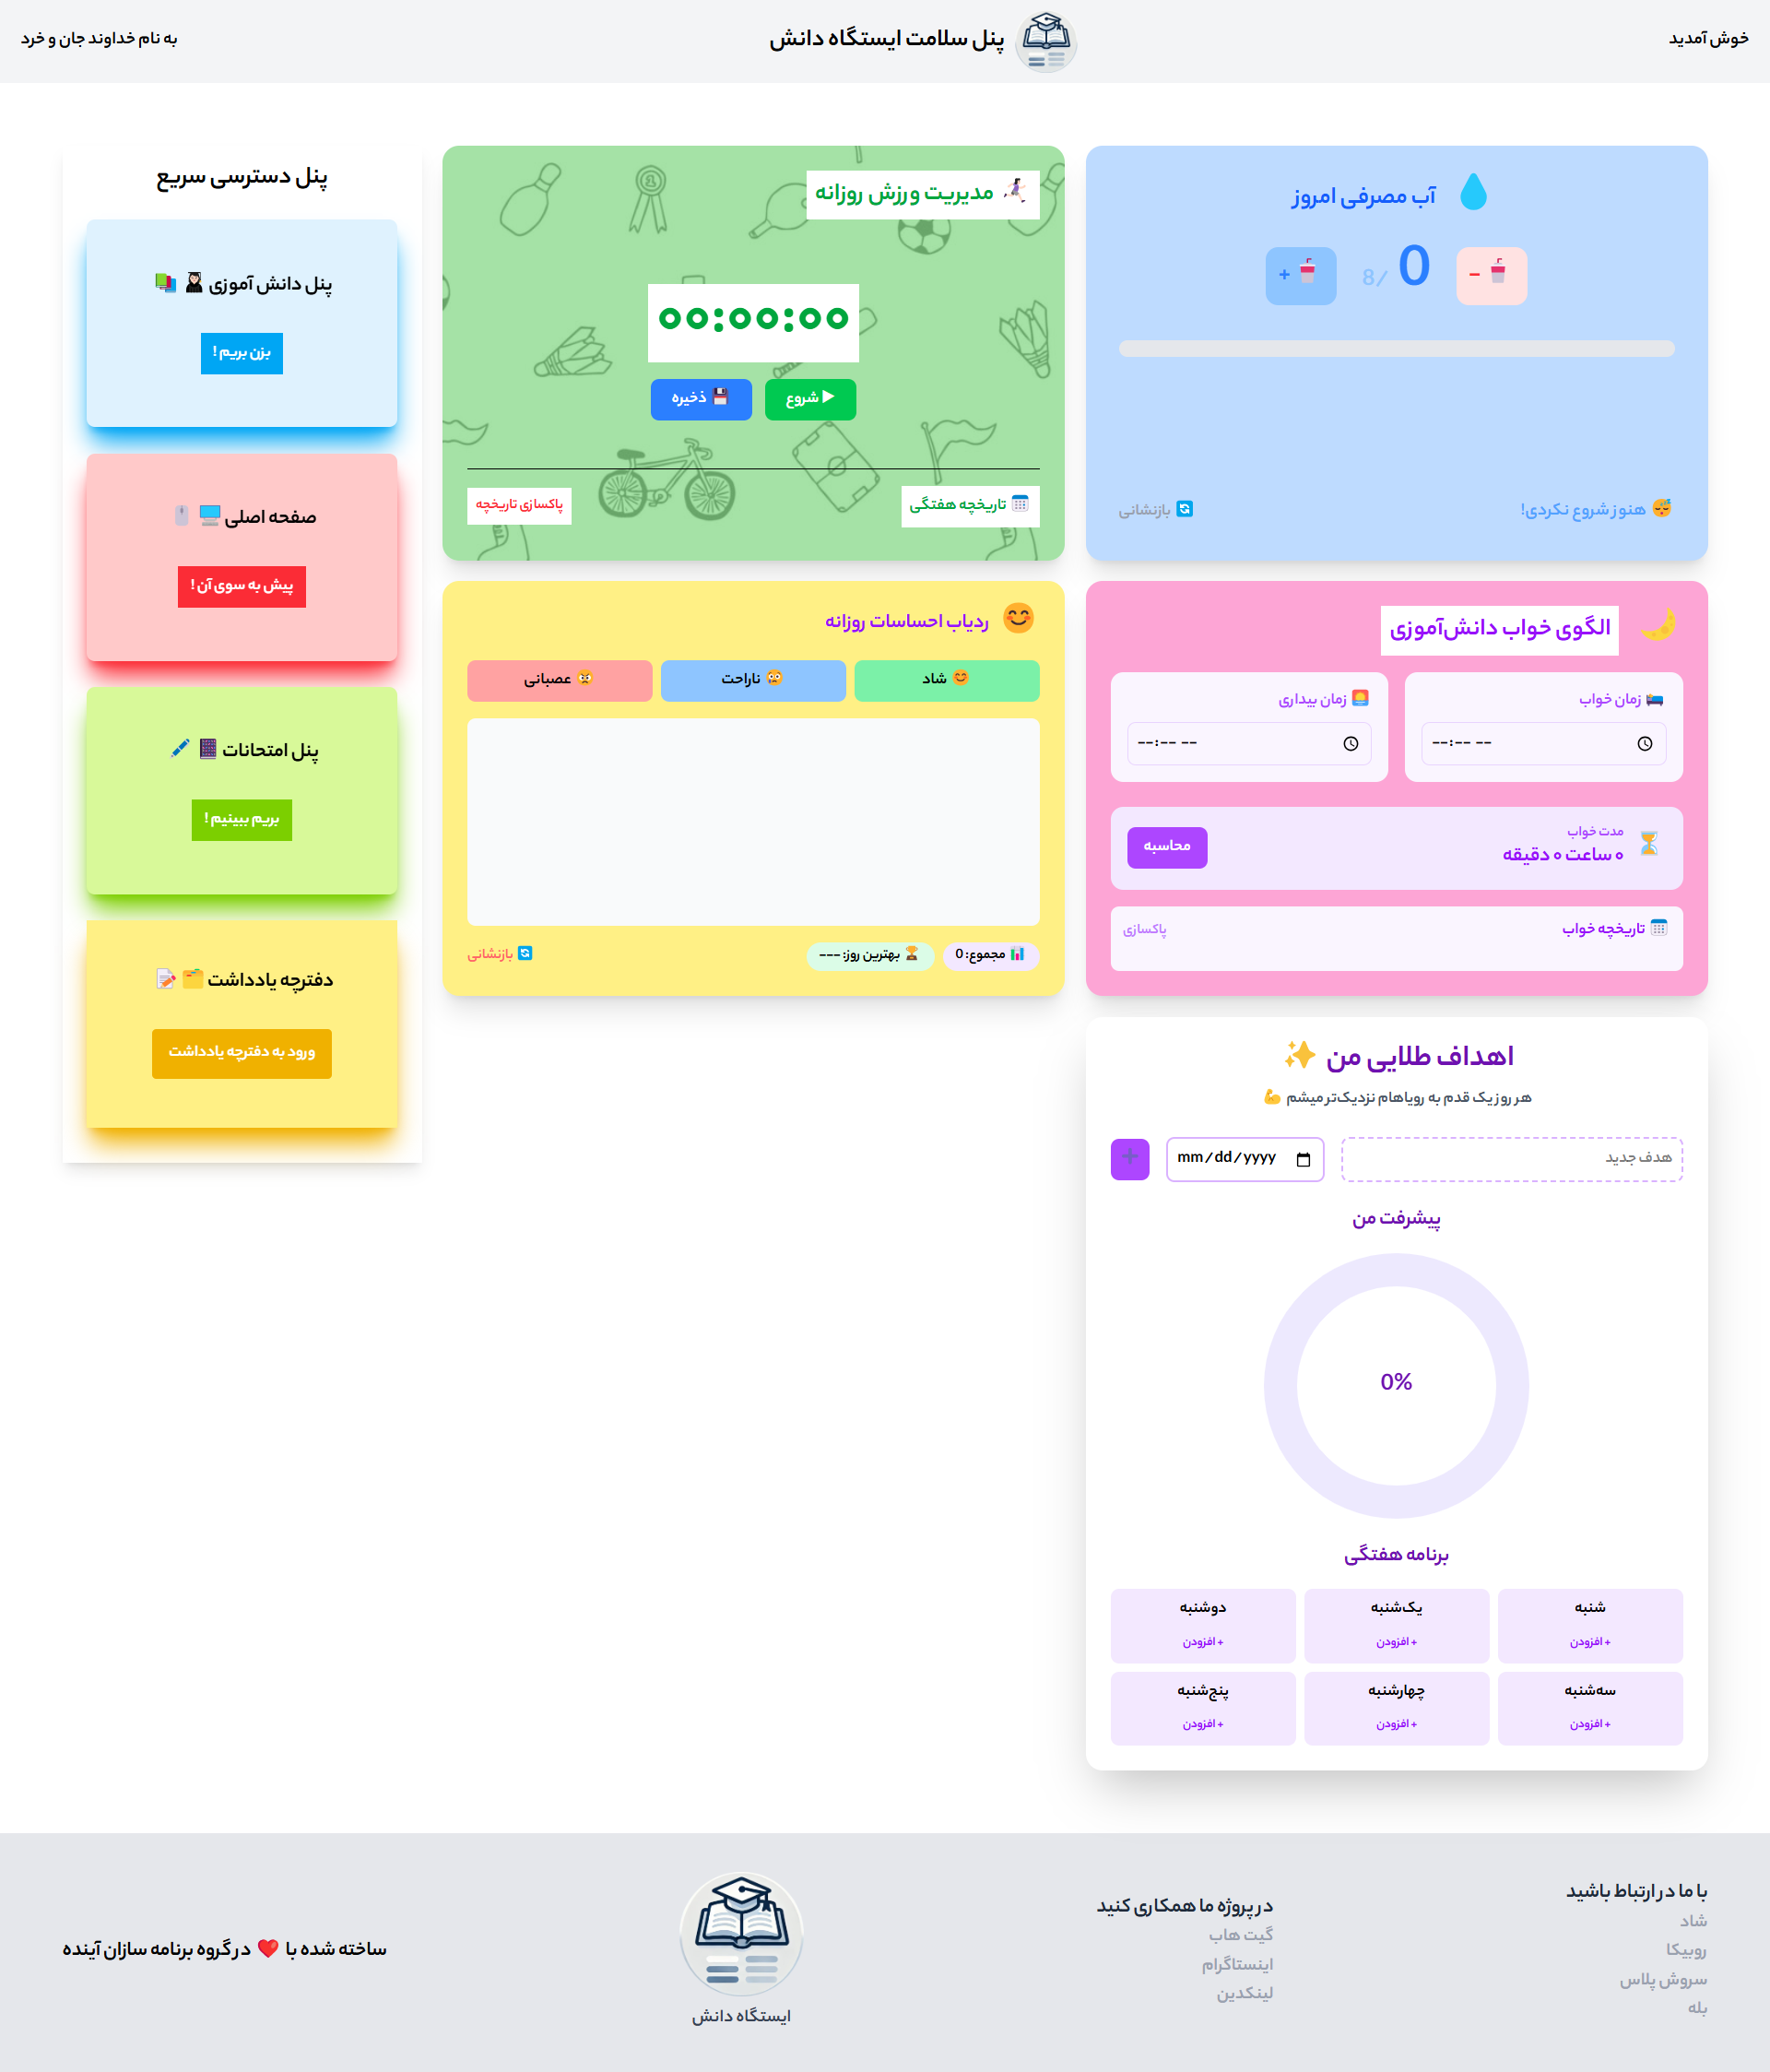 خوش آمدید
پنل سلامت ایستگاه دانش
به نام خداوند جان و خرد
آب مصرفی امروز
-
0 /8
+
هنوز شروع نکردی!
بازنشانی
مدیریت ورزش روزانه
00:00:00
شروع
ذخیره
تاریخچه هفتگی
پاکسازی تاریخچه
پنل دسترسی سریع
پنل دانش آموزی
بزن بریم !
صفحه اصلی
پیش به سوی آن !
پنل امتحانات
بریم ببینیم !
دفترچه یادداشت
ورود به دفترچه یادداشت
الگوی خواب دانش‌آموزی
زمان خواب
--:-- --
زمان بیداری
--:-- --
مدت خواب
۰ ساعت ۰ دقیقه
محاسبه
تاریخچه خواب
پاکسازی
ردیاب احساسات روزانه
شاد
ناراحت
عصبانی
مجموع: 0
بهترین روز: ---
بازنشانی
اهداف طلایی من
هر روز یک قدم به رویاهام نزدیک‌تر میشم
هدف جدید
mm/dd/yyyy
+
پیشرفت من
0%
برنامه هفتگی
شنبه
+ افزودن
یک‌شنبه
+ افزودن
دوشنبه
+ افزودن
سه‌شنبه
+ افزودن
چهارشنبه
+ افزودن
پنج‌شنبه
+ افزودن
با ما در ارتباط باشید
شاد
روبیکا
سروش پلاس
بله
در پروژه ما همکاری کنید
گیت هاب
اینستاگرام
لینکدین
ایستگاه دانش
ساخته شده با ❤️ در گروه برنامه سازان آینده